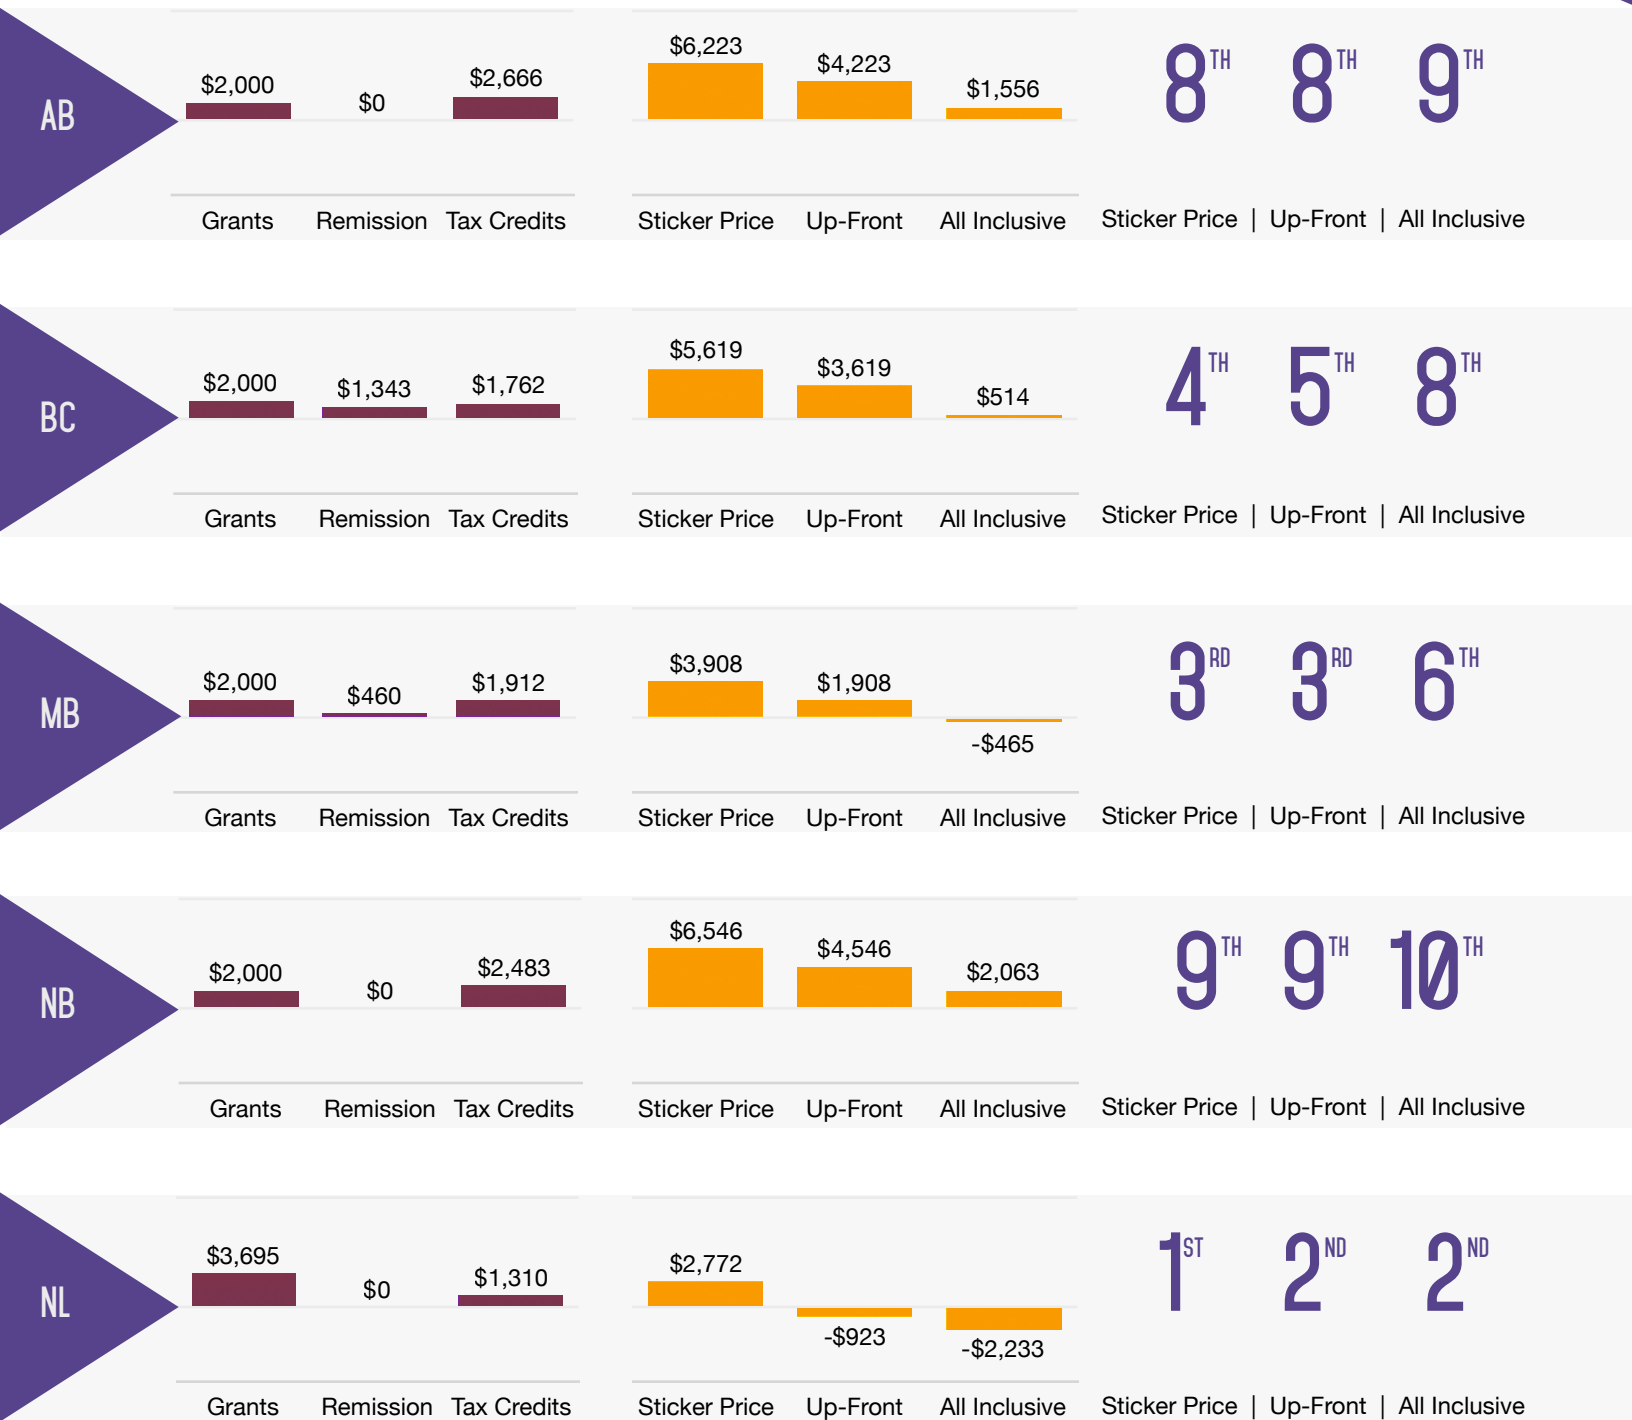 AB
$2,000 $0 $2,666
Grants Remission Tax Credits
$6,223 $4,223 $1,556
Sticker Price Up-Front All Inclusive
8TH 8TH 9TH
Sticker Price | Up-Front | All Inclusive
BC
$2,000 $1,343 $1,762
Grants Remission Tax Credits
$5,619 $3,619 $514
Sticker Price Up-Front All Inclusive
4TH 5TH 8TH
Sticker Price | Up-Front | All Inclusive
MB
$2,000 $460 $1,912
Grants Remission Tax Credits
$3,908 $1,908 -$465
Sticker Price Up-Front All Inclusive
3RD 3RD 6TH
Sticker Price | Up-Front | All Inclusive
NB
$2,000 $0 $2,483
Grants Remission Tax Credits
$6,546 $4,546 $2,063
Sticker Price Up-Front All Inclusive
9TH 9TH 10TH
Sticker Price | Up-Front | All Inclusive
NL
$3,695 $0 $1,310
Grants Remission Tax Credits
$2,772 -$923 -$2,233
Sticker Price Up-Front All Inclusive
1ST 2ND 2ND
Sticker Price | Up-Front | All Inclusive